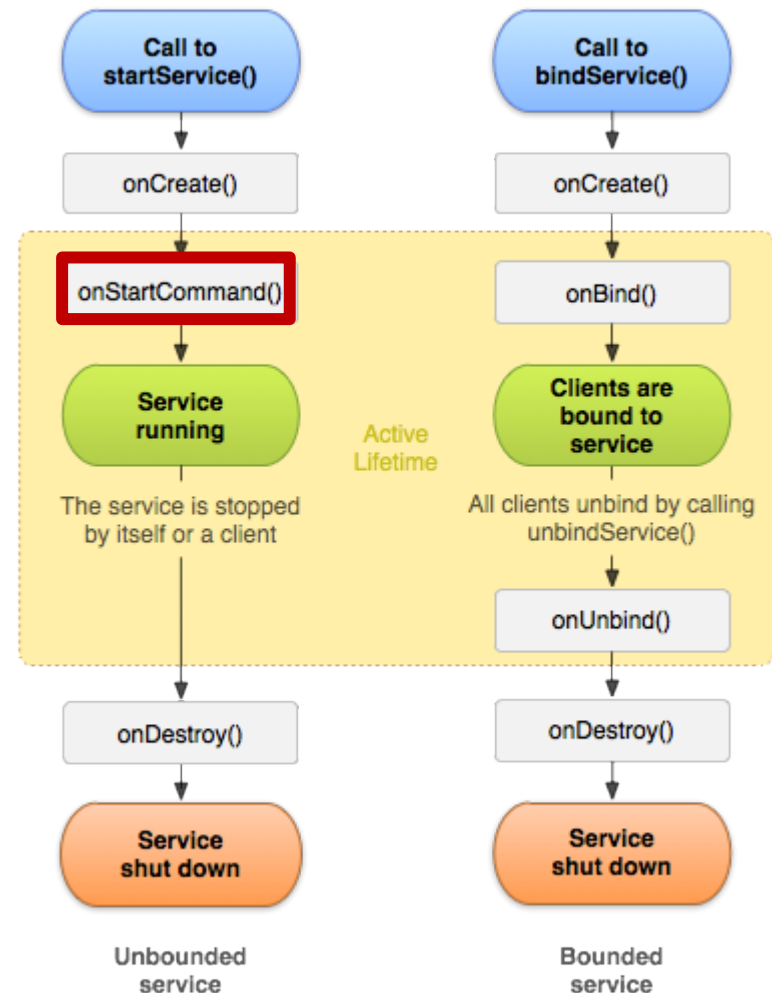 Call to
startService()
onCreate()
onStartCommand()
Service
running
The service is stopped
by itself or a client
onDestroy()
Service
shut down
Unbounded
service
Active
Lifetime
Call to
bindService()
onCreate()
onBind()
Clients are
bound to
service
All clients unbind by calling
unbindService()
onUnbind()
onDestroy()
Service
shut down
Bounded
service